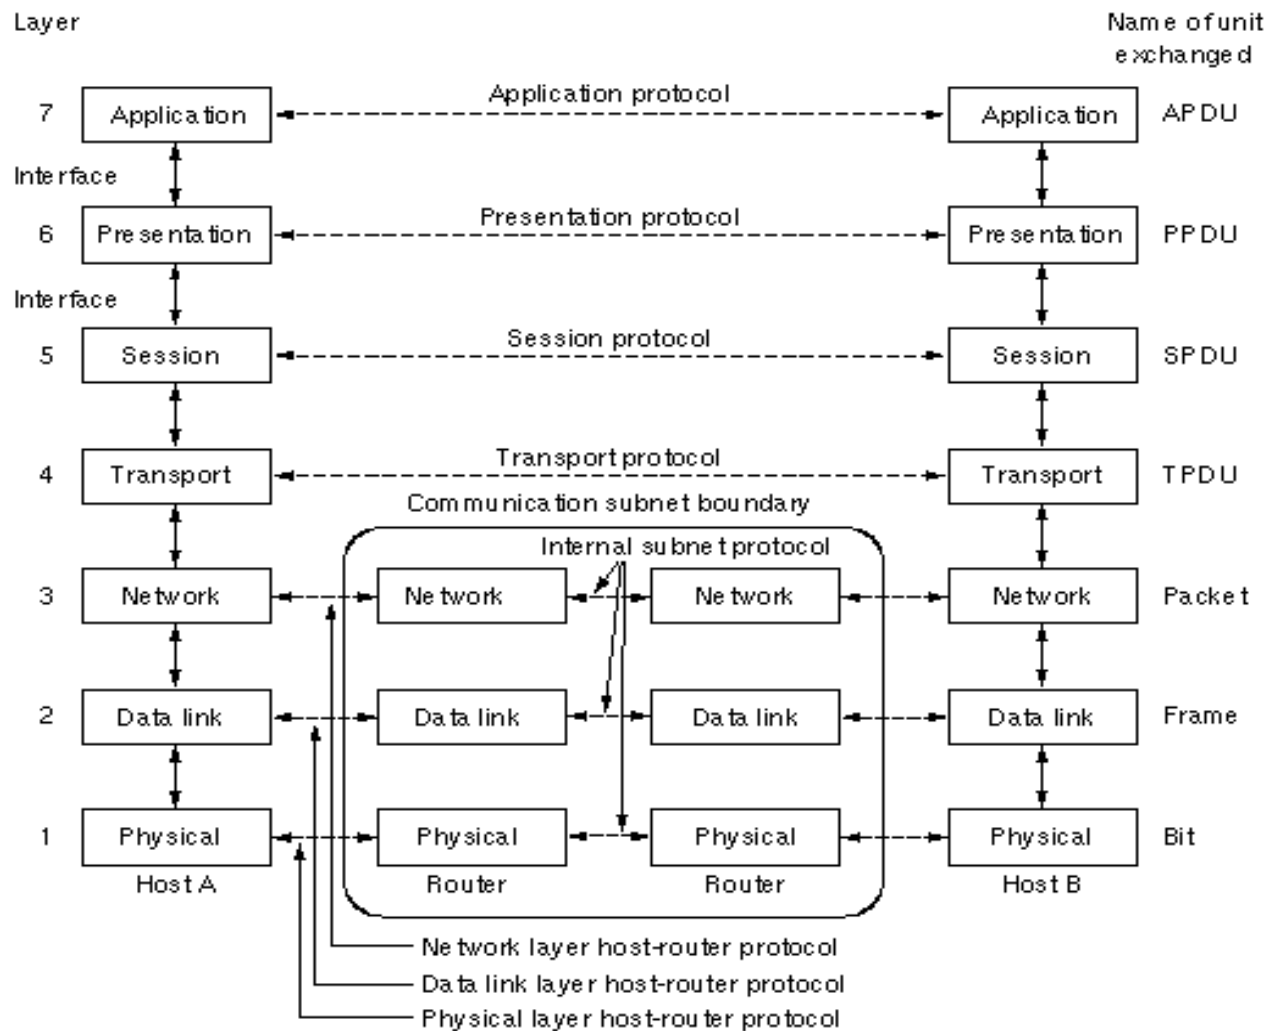 Layer
Name of unit
exchanged
7
Application
Application protocol
Application
APDU
Interface
6
Presentation
Presentation protocol
Presentation
PPDU
Interface
5
Session
Session protocol
Session
SPDU
4
Transport
Transport protocol
Transport
TPDU
Communication subnet boundary
Internal subnet protocol
3
Network
Network
Network
Network
Packet
2
Data link
Data link
Data link
Data link
Frame
1
Physical
Physical
Physical
Physical
Bit
Host A
Router
Router
Host B
Network layer host-router protocol
Data link layer host-router protocol
Physical layer host-router protocol